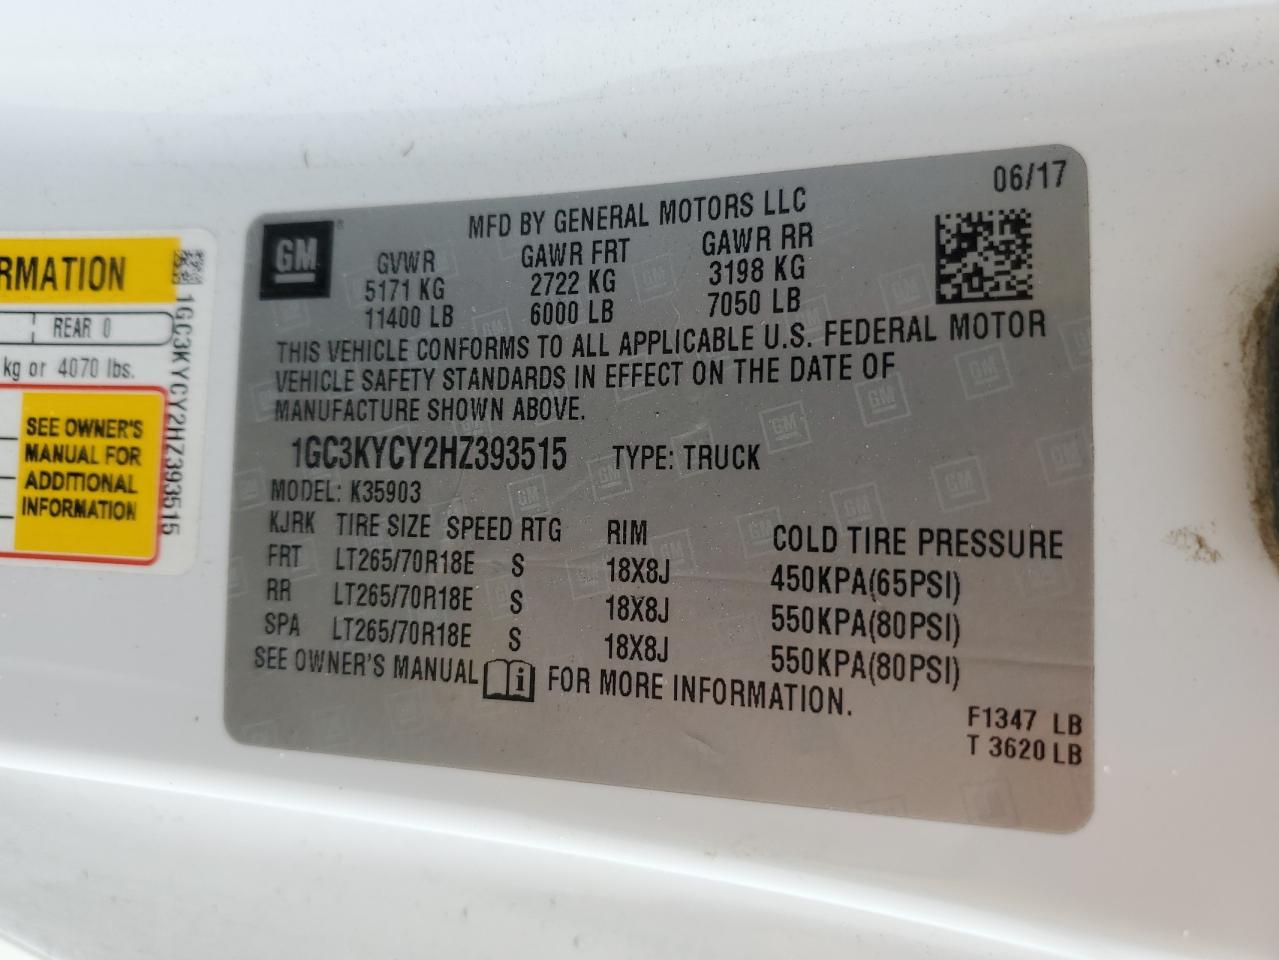 RMATION
REAR 0
kg or 4070 lbs.
SEE OWNER'S
MANUAL FOR
ADDITIONAL
INFORMATION
1GC3KYCY2HZ393515
06/17
GM®
MFD BY GENERAL MOTORS LLC
GVWR GAWR FRT GAWR RR
5171 KG 2722 KG 3198 KG
11400 LB 6000 LB 7050 LB
THIS VEHICLE CONFORMS TO ALL APPLICABLE U.S. FEDERAL MOTOR
VEHICLE SAFETY STANDARDS IN EFFECT ON THE DATE OF
MANUFACTURE SHOWN ABOVE.
1GC3KYCY2HZ393515 TYPE: TRUCK
MODEL: K35903
KJRK TIRE SIZE SPEED RTG RIM COLD TIRE PRESSURE
FRT LT265/70R18E S 18X8J 450KPA(65PSI)
RR LT265/70R18E S 18X8J 550KPA(80PSI)
SPA LT265/70R18E S 18X8J 550KPA(80PSI)
SEE OWNER'S MANUAL i FOR MORE INFORMATION.
F1347 LB
T 3620 LB